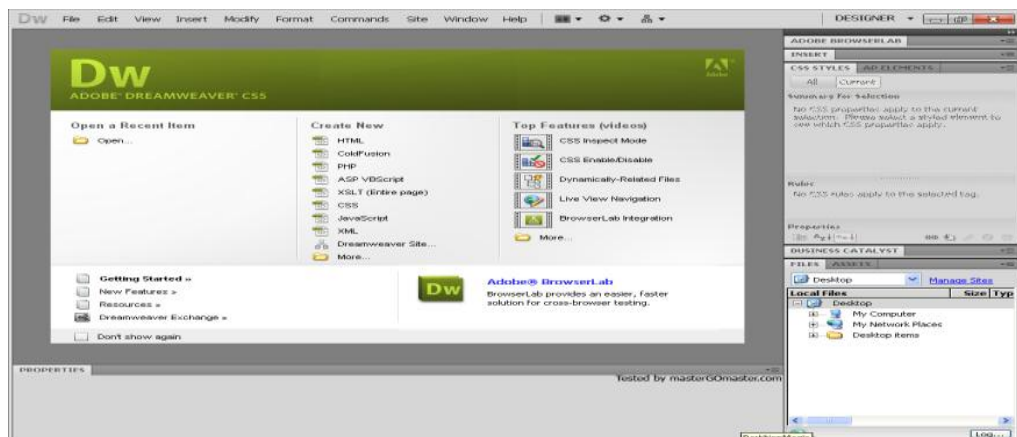 Dw File Edit View Insert Modify Format Commands Site Window Help DESIGNER
Dw
ADOBE® DREAMWEAVER® CS5
Adobe
Open a Recent Item
Open...
Create New
HTML
ColdFusion
PHP
ASP VBScript
XSLT (Entire page)
CSS
JavaScript
XML
Dreamweaver Site...
More...
Top Features (videos)
CSS Inspect Mode
CSS Enable/Disable
Dynamically-Related Files
Live View Navigation
BrowserLab Integration
More...
Getting Started »
New Features »
Resources »
Dreamweaver Exchange »
Dw
Adobe® BrowserLab
BrowserLab provides an easier, faster
solution for cross-browser testing.
Don't show again
PROPERTIES
Tested by masterGOmaster.com
ADOBE BROWSERLAB
INSERT
CSS STYLES AP ELEMENTS
All Current
Summary for Selection
No CSS properties apply to the current
selection. Please select a styled element to
see which CSS properties apply.
Rules
No CSS rules apply to the selected tag.
Properties
BUSINESS CATALYST
FILES ASSETS
Desktop Manage Sites
Local Files Size Typ
Desktop
My Computer
My Network Places
Desktop items
Log...